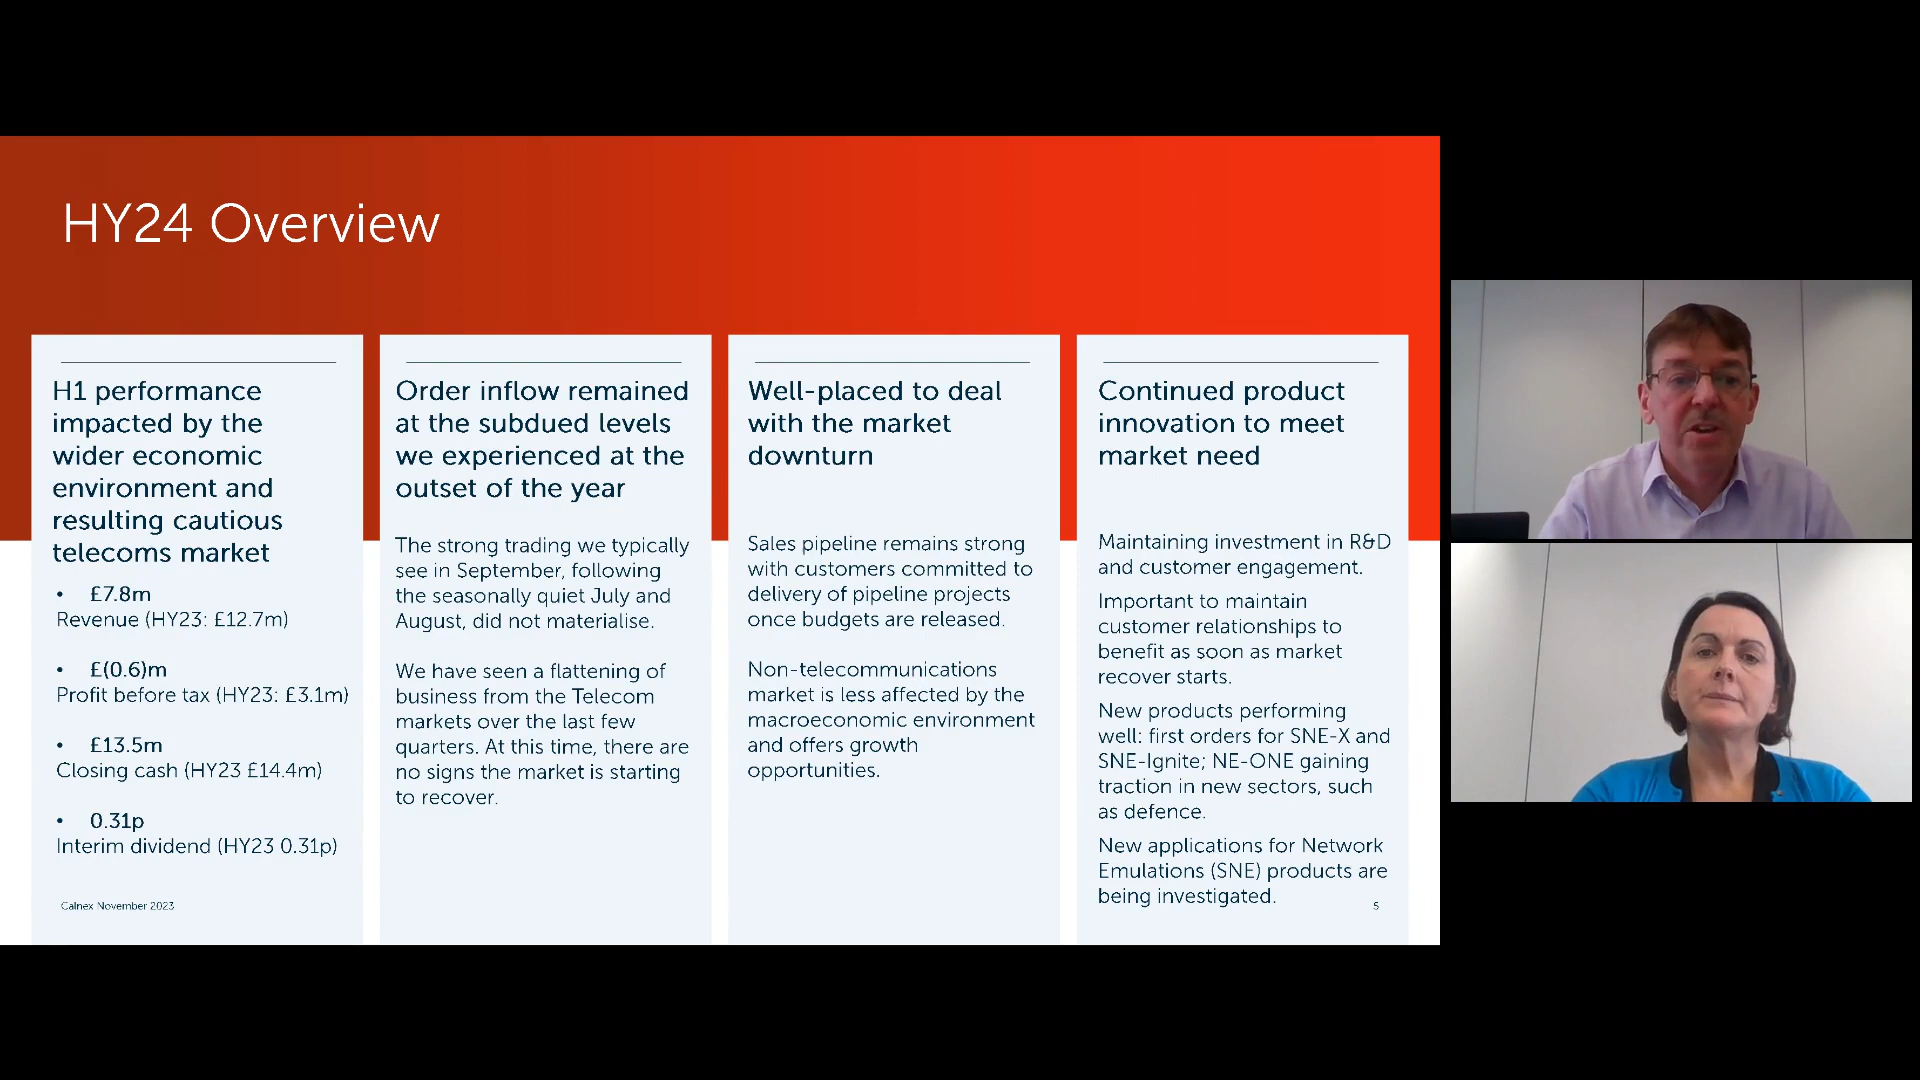 HY24 Overview
H1 performance
impacted by the
wider economic
environment and
resulting cautious
telecoms market
• £7.8m
Revenue (HY23: £12.7m)
• £(0.6)m
Profit before tax (HY23: £3.1m)
• £13.5m
Closing cash (HY23 £14.4m)
• 0.31p
Interim dividend (HY23 0.31p)
Order inflow remained
at the subdued levels
we experienced at the
outset of the year
The strong trading we typically
see in September, following
the seasonally quiet July and
August, did not materialise.
We have seen a flattening of
business from the Telecom
markets over the last few
quarters. At this time, there are
no signs the market is starting
to recover.
Well-placed to deal
with the market
downturn
Sales pipeline remains strong
with customers committed to
delivery of pipeline projects
once budgets are released.
Non-telecommunications
market is less affected by the
macroeconomic environment
and offers growth
opportunities.
Continued product
innovation to meet
market need
Maintaining investment in R&D
and customer engagement.
Important to maintain
customer relationships to
benefit as soon as market
recover starts.
New products performing
well: first orders for SNE-X and
SNE-Ignite; NE-ONE gaining
traction in new sectors, such
as defence.
New applications for Network
Emulations (SNE) products are
being investigated.
Calnex November 2023
5